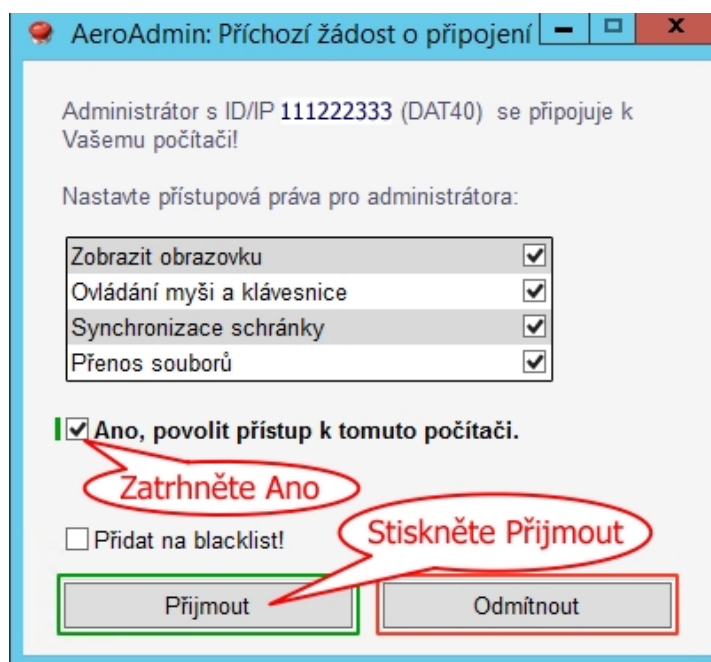 AeroAdmin: Příchozí žádost o připojení
Administrátor s ID/IP 111222333 (DAT40) se připojuje k
Vašemu počítači!
Nastavte přístupová práva pro administrátora:
Zobrazit obrazovku
Ovládání myši a klávesnice
Synchronizace schránky
Přenos souborů
Ano, povolit přístup k tomuto počítači.
Zatrhněte Ano
Stiskněte Přijmout
Přidat na blacklist!
Přijmout
Odmítnout